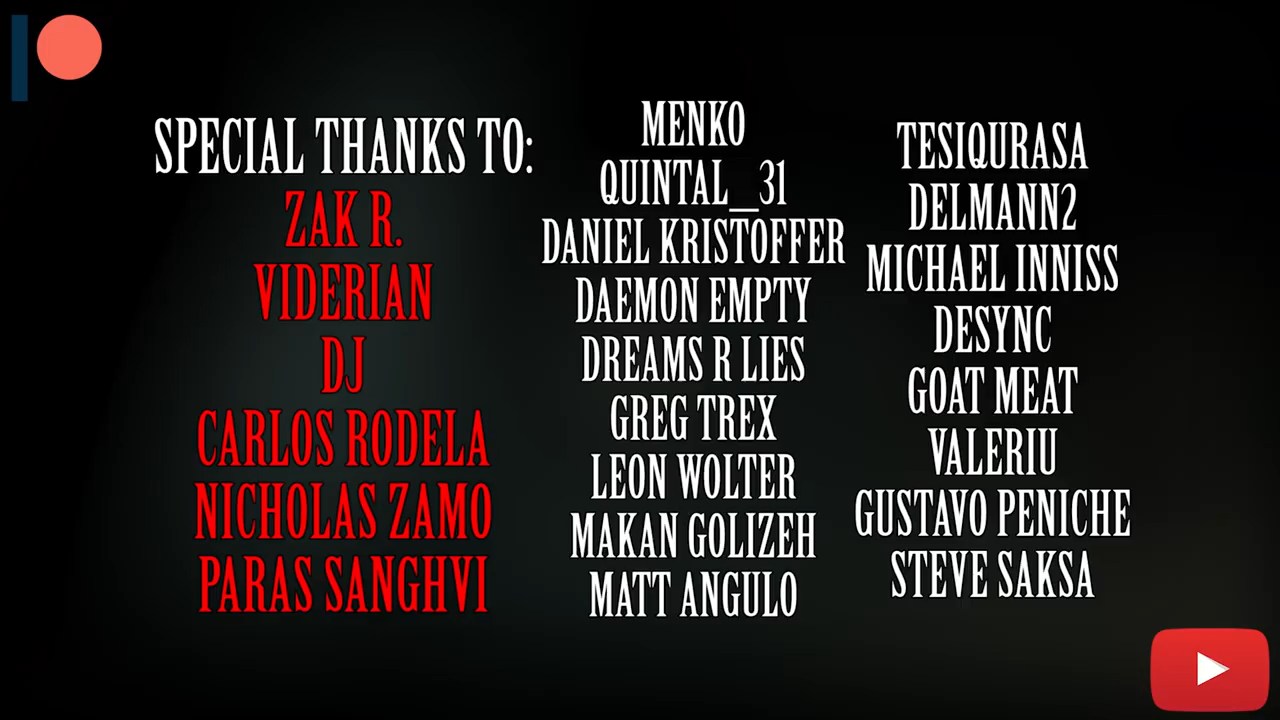 SPECIAL THANKS TO:
ZAK R.
VIDERIAN
DJ
CARLOS RODELA
NICHOLAS ZAMO
PARAS SANGHVI
MENKO
QUINTAL_31
DANIEL KRISTOFFER
DAEMON EMPTY
DREAMS R LIES
GREG TREX
LEON WOLTER
MAKAN GOLIZEH
MATT ANGULO
TESIQURASA
DELMANN2
MICHAEL INNISS
DESYNC
GOAT MEAT
VALERIU
GUSTAVO PENICHE
STEVE SAKSA